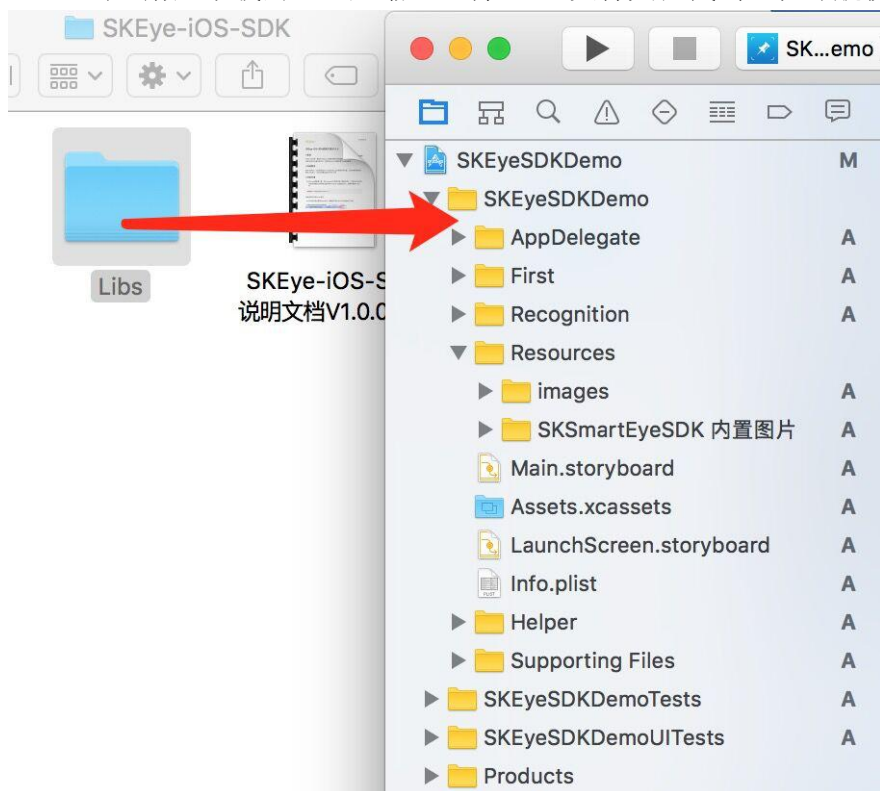 SKEye-iOS-SDK
Libs
SKEye-iOS-S
说明文档V1.0.0
SK...emo
SKEyeSDKDemo M
SKEyeSDKDemo
AppDelegate A
First A
Recognition A
Resources
images A
SKSmartEyeSDK 内置图片 A
Main.storyboard A
Assets.xcassets A
LaunchScreen.storyboard A
Info.plist A
Helper A
Supporting Files A
SKEyeSDKDemoTests A
SKEyeSDKDemoUITests A
Products